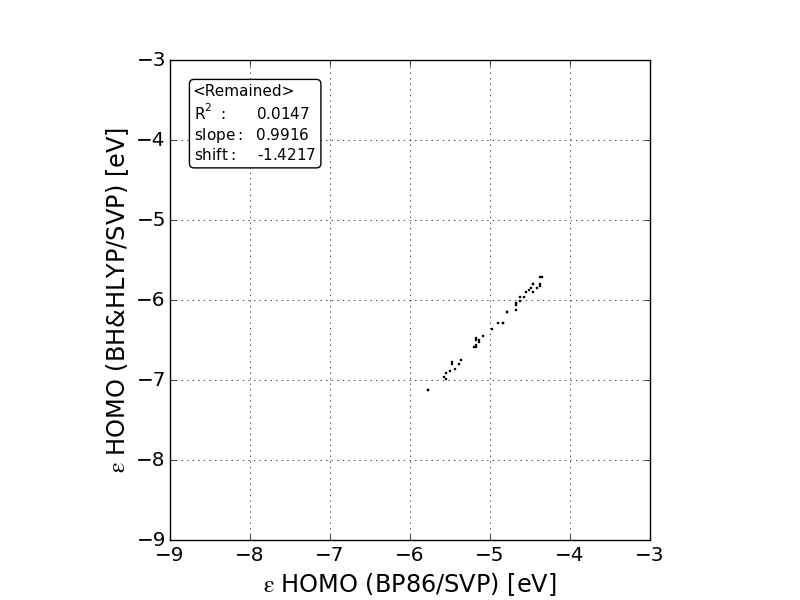 −3
−4
−5
−6
−7
−8
−9
<Remained>
R² : 0.0147
slope: 0.9916
shift: -1.4217
ε HOMO (BH&HLYP/SVP) [eV]
−9 −8 −7 −6 −5 −4 −3
ε HOMO (BP86/SVP) [eV]